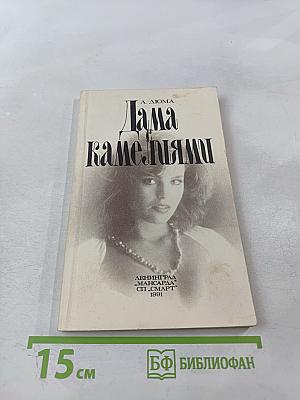 А. ДЮМА
Дама
с
камелиями
ЛЕНИНГРАД
„МАНСАРДА"
СП „СМАРТ"
1991
15 см
БФ БИБЛИОФАН